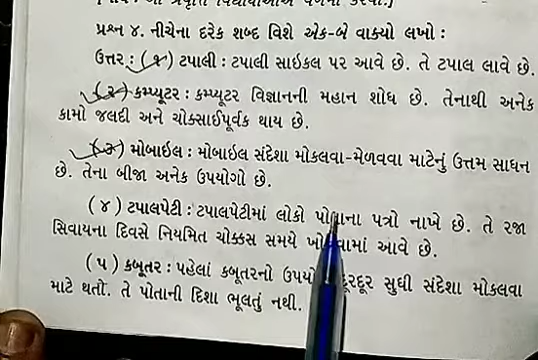 પ્રશ્ન ૪. નીચેના દરેક શબ્દ વિશે એક-બે વાક્યો લખો :
ઉત્તર : (૧) ટપાલી : ટપાલી સાઇકલ પર આવે છે. તે ટપાલ લાવે છે.
(૨) કમ્પ્યૂટર : કમ્પ્યૂટર વિજ્ઞાનની મહાન શોધ છે. તેનાથી અનેક
કામો જલદી અને ચોક્સાઈપૂર્વક થાય છે.
(૩) મોબાઇલ : મોબાઇલ સંદેશા મોકલવા-મેળવવા માટેનું ઉત્તમ સાધન
છે. તેના બીજા અનેક ઉપયોગો છે.
(૪) ટપાલપેટી : ટપાલપેટીમાં લોકો પોતાના પત્રો નાખે છે. તે રજા
સિવાયના દિવસે નિયમિત ચોક્કસ સમયે ખોલવામાં આવે છે.
(૫) કબૂતર : પહેલાં કબૂતરનો દૂરદૂર સુધી સંદેશા મોકલવા
માટે થતો. તે પોતાની દિશા ભૂલતું નથી.